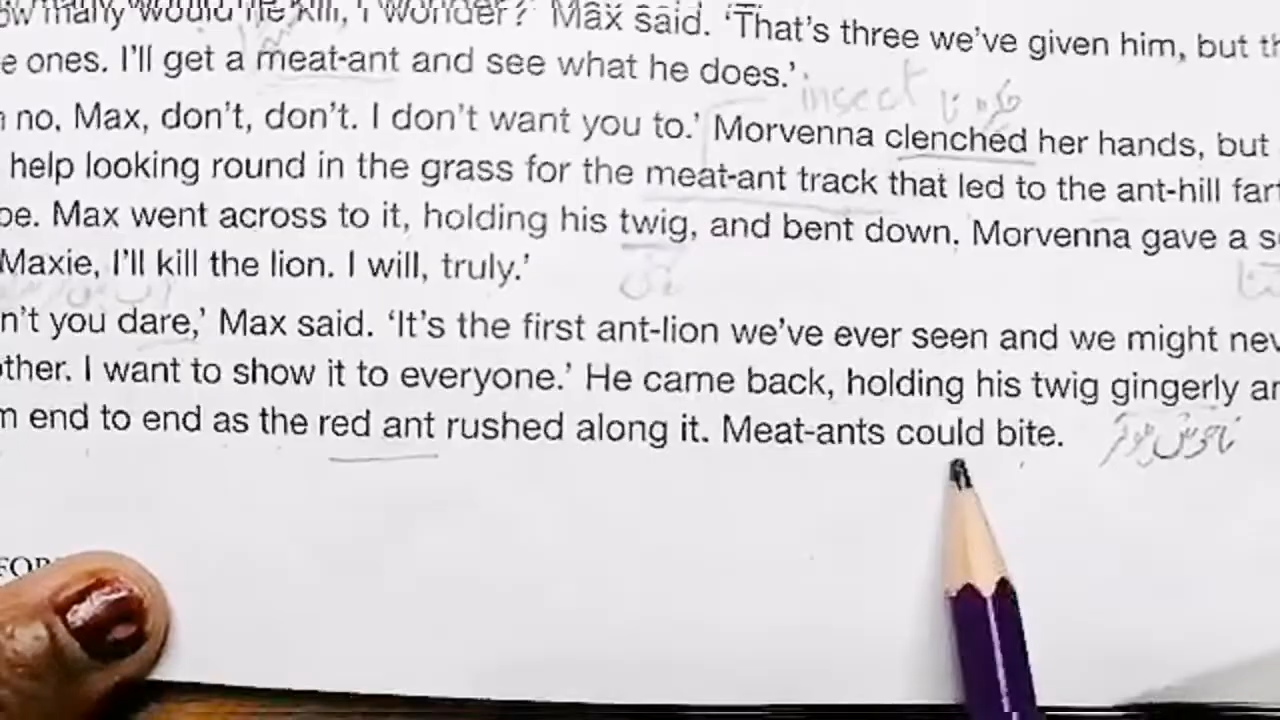 many would he kill, I wonder?' Max said. 'That's three we've given him, but
e ones. I'll get a meat-ant and see what he does.'
insect
no, Max, don't, don't. I don't want you to.' Morvenna clenched her hands, but
help looking round in the grass for the meat-ant track that led to the ant-hill
Max went across to it, holding his twig, and bent down. Morvenna gave a
Maxie, I'll kill the lion. I will, truly.'
n't you dare,' Max said. 'It's the first ant-lion we've ever seen and we might
other. I want to show it to everyone.' He came back, holding his twig gingerly
end to end as the red ant rushed along it. Meat-ants could bite.